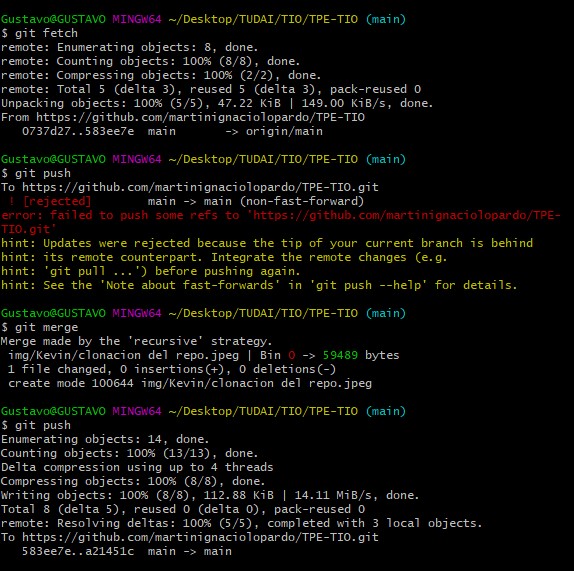 Gustavo@GUSTAVO MINGW64 ~/Desktop/TUDAI/TIO/TPE-TIO (main)
$ git fetch
remote: Enumerating objects: 8, done.
remote: Counting objects: 100% (8/8), done.
remote: Compressing objects: 100% (2/2), done.
remote: Total 5 (delta 3), reused 5 (delta 3), pack-reused 0
Unpacking objects: 100% (5/5), 47.22 KiB | 149.00 KiB/s, done.
From https://github.com/martinignaciolopardo/TPE-TIO
   0737d27..583ee7e  main       -> origin/main

Gustavo@GUSTAVO MINGW64 ~/Desktop/TUDAI/TIO/TPE-TIO (main)
$ git push
To https://github.com/martinignaciolopardo/TPE-TIO.git
 ! [rejected]        main -> main (non-fast-forward)
error: failed to push some refs to 'https://github.com/martinignaciolopardo/TPE-
TIO.git'
hint: Updates were rejected because the tip of your current branch is behind
hint: its remote counterpart. Integrate the remote changes (e.g.
hint: 'git pull ...') before pushing again.
hint: See the 'Note about fast-forwards' in 'git push --help' for details.

Gustavo@GUSTAVO MINGW64 ~/Desktop/TUDAI/TIO/TPE-TIO (main)
$ git merge
Merge made by the 'recursive' strategy.
 img/Kevin/clonacion del repo.jpeg | Bin 0 -> 59489 bytes
 1 file changed, 0 insertions(+), 0 deletions(-)
 create mode 100644 img/Kevin/clonacion del repo.jpeg

Gustavo@GUSTAVO MINGW64 ~/Desktop/TUDAI/TIO/TPE-TIO (main)
$ git push
Enumerating objects: 14, done.
Counting objects: 100% (13/13), done.
Delta compression using up to 4 threads
Compressing objects: 100% (8/8), done.
Writing objects: 100% (8/8), 112.88 KiB | 14.11 MiB/s, done.
Total 8 (delta 5), reused 0 (delta 0), pack-reused 0
remote: Resolving deltas: 100% (5/5), completed with 3 local objects.
To https://github.com/martinignaciolopardo/TPE-TIO.git
   583ee7e..a21451c  main -> main